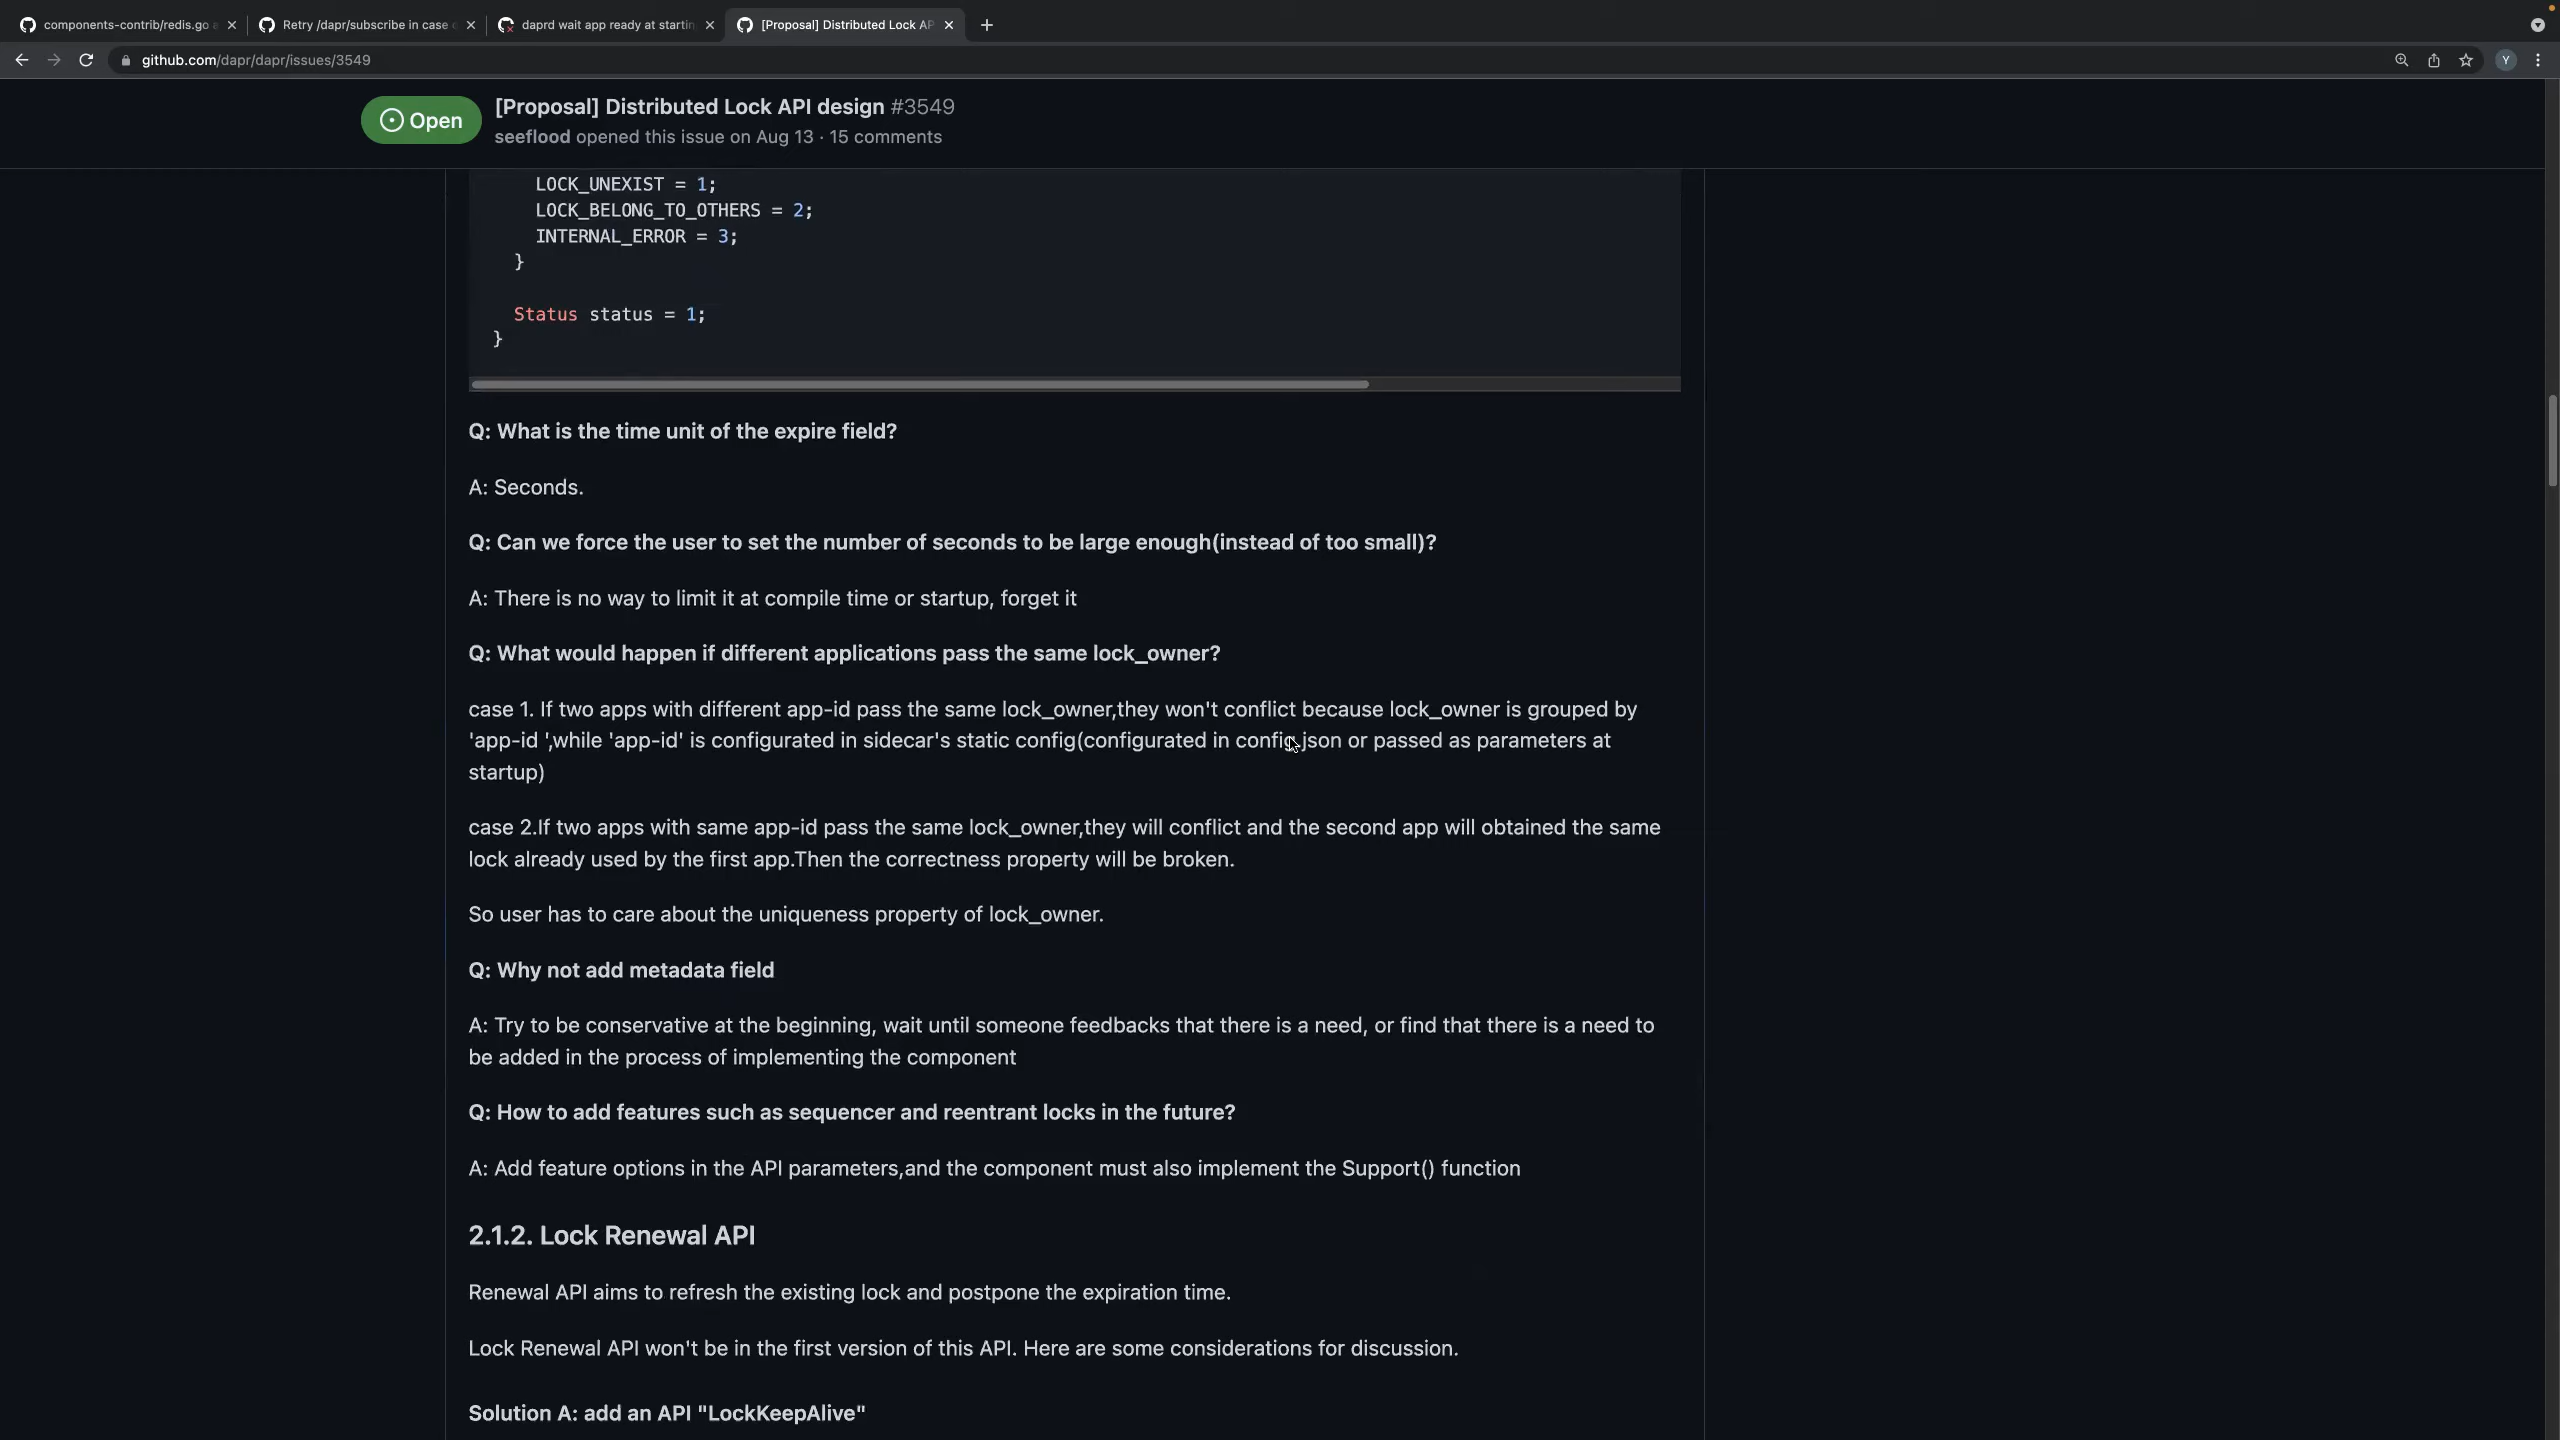 components-contrib/redis.go a
Retry /dapr/subscribe in case o
daprd wait app ready at startin
[Proposal] Distributed Lock AP
github.com/dapr/dapr/issues/3549
Y
Open
[Proposal] Distributed Lock API design #3549
seeflood opened this issue on Aug 13 · 15 comments
LOCK_UNEXIST = 1;
LOCK_BELONG_TO_OTHERS = 2;
INTERNAL_ERROR = 3;
}
Status status = 1;
}
Q: What is the time unit of the expire field?
A: Seconds.
Q: Can we force the user to set the number of seconds to be large enough(instead of too small)?
A: There is no way to limit it at compile time or startup, forget it
Q: What would happen if different applications pass the same lock_owner?
case 1. If two apps with different app-id pass the same lock_owner,they won't conflict because lock_owner is grouped by
'app-id ',while 'app-id' is configurated in sidecar's static config(configurated in config.json or passed as parameters at
startup)
case 2.If two apps with same app-id pass the same lock_owner,they will conflict and the second app will obtained the same
lock already used by the first app.Then the correctness property will be broken.
So user has to care about the uniqueness property of lock_owner.
Q: Why not add metadata field
A: Try to be conservative at the beginning, wait until someone feedbacks that there is a need, or find that there is a need to
be added in the process of implementing the component
Q: How to add features such as sequencer and reentrant locks in the future?
A: Add feature options in the API parameters,and the component must also implement the Support() function
2.1.2. Lock Renewal API
Renewal API aims to refresh the existing lock and postpone the expiration time.
Lock Renewal API won't be in the first version of this API. Here are some considerations for discussion.
Solution A: add an API "LockKeepAlive"